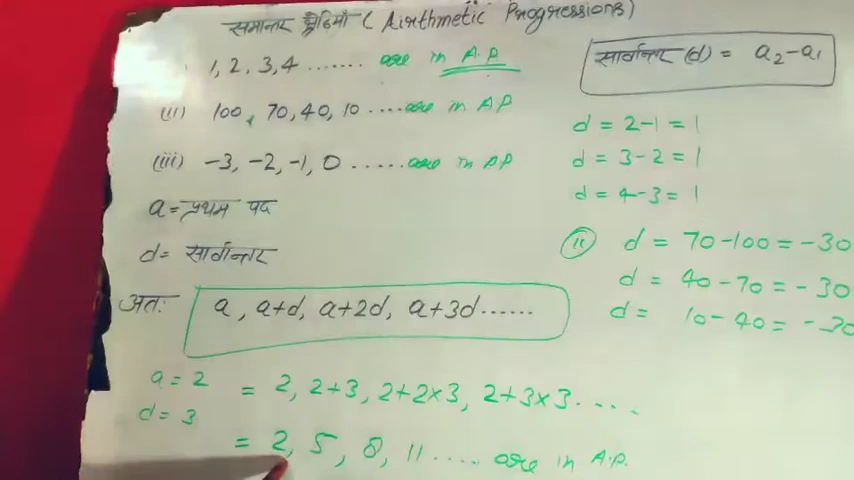 समान्तर श्रेढियाँ ( Airthmetic Progressions )
1, 2, 3, 4 ....... are in A.P
(ii) 100, 70, 40, 10 .... are in AP
(iii) -3, -2, -1, 0 ...... are in AP
a = प्रथम पद
d = सार्वान्तर
अतः a, a+d, a+2d, a+3d......
a = 2 = 2, 2+3, 2+2×3, 2+3×3....
d = 3
= 2, 5, 8, 11 ..... are in A.P.
सार्वान्तर (d) = a₂-a₁
d = 2-1 = 1
d = 3-2 = 1
d = 4-3 = 1
(ii) d = 70-100 = -30
d = 40-70 = -30
d = 10-40 = -30